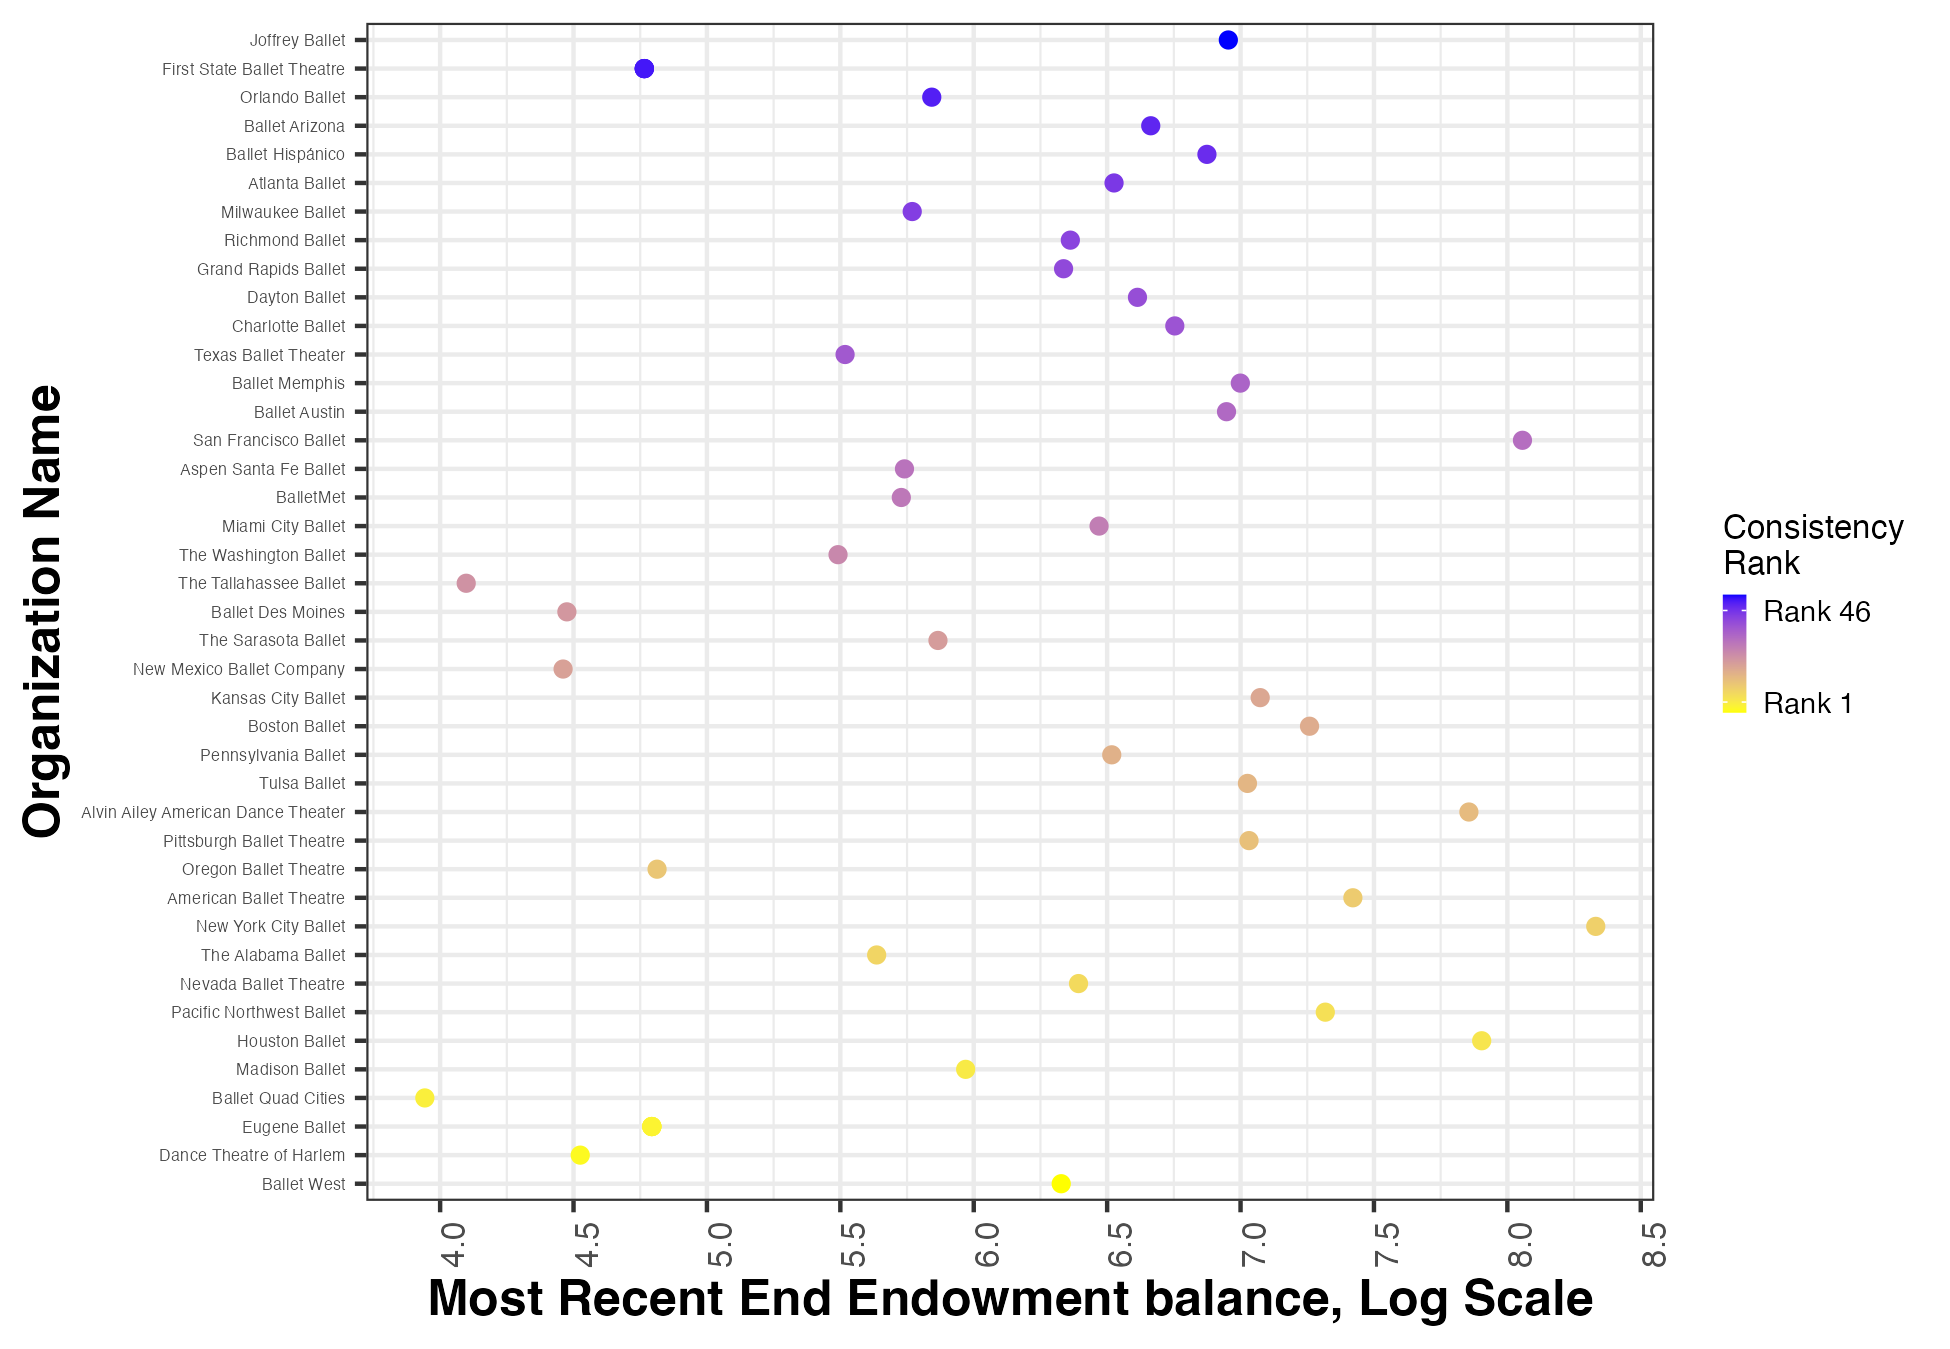 Joffrey Ballet
First State Ballet Theatre
Orlando Ballet
Ballet Arizona
Ballet Hispánico
Atlanta Ballet
Milwaukee Ballet
Richmond Ballet
Grand Rapids Ballet
Dayton Ballet
Charlotte Ballet
Texas Ballet Theater
Ballet Memphis
Ballet Austin
San Francisco Ballet
Aspen Santa Fe Ballet
BalletMet
Miami City Ballet
The Washington Ballet
The Tallahassee Ballet
Ballet Des Moines
The Sarasota Ballet
New Mexico Ballet Company
Kansas City Ballet
Boston Ballet
Pennsylvania Ballet
Tulsa Ballet
Alvin Ailey American Dance Theater
Pittsburgh Ballet Theatre
Oregon Ballet Theatre
American Ballet Theatre
New York City Ballet
The Alabama Ballet
Nevada Ballet Theatre
Pacific Northwest Ballet
Houston Ballet
Madison Ballet
Ballet Quad Cities
Eugene Ballet
Dance Theatre of Harlem
Ballet West
Organization Name
4.0
4.5
5.0
5.5
6.0
6.5
7.0
7.5
8.0
8.5
Most Recent End Endowment balance, Log Scale
Consistency
Rank
Rank 46
Rank 1